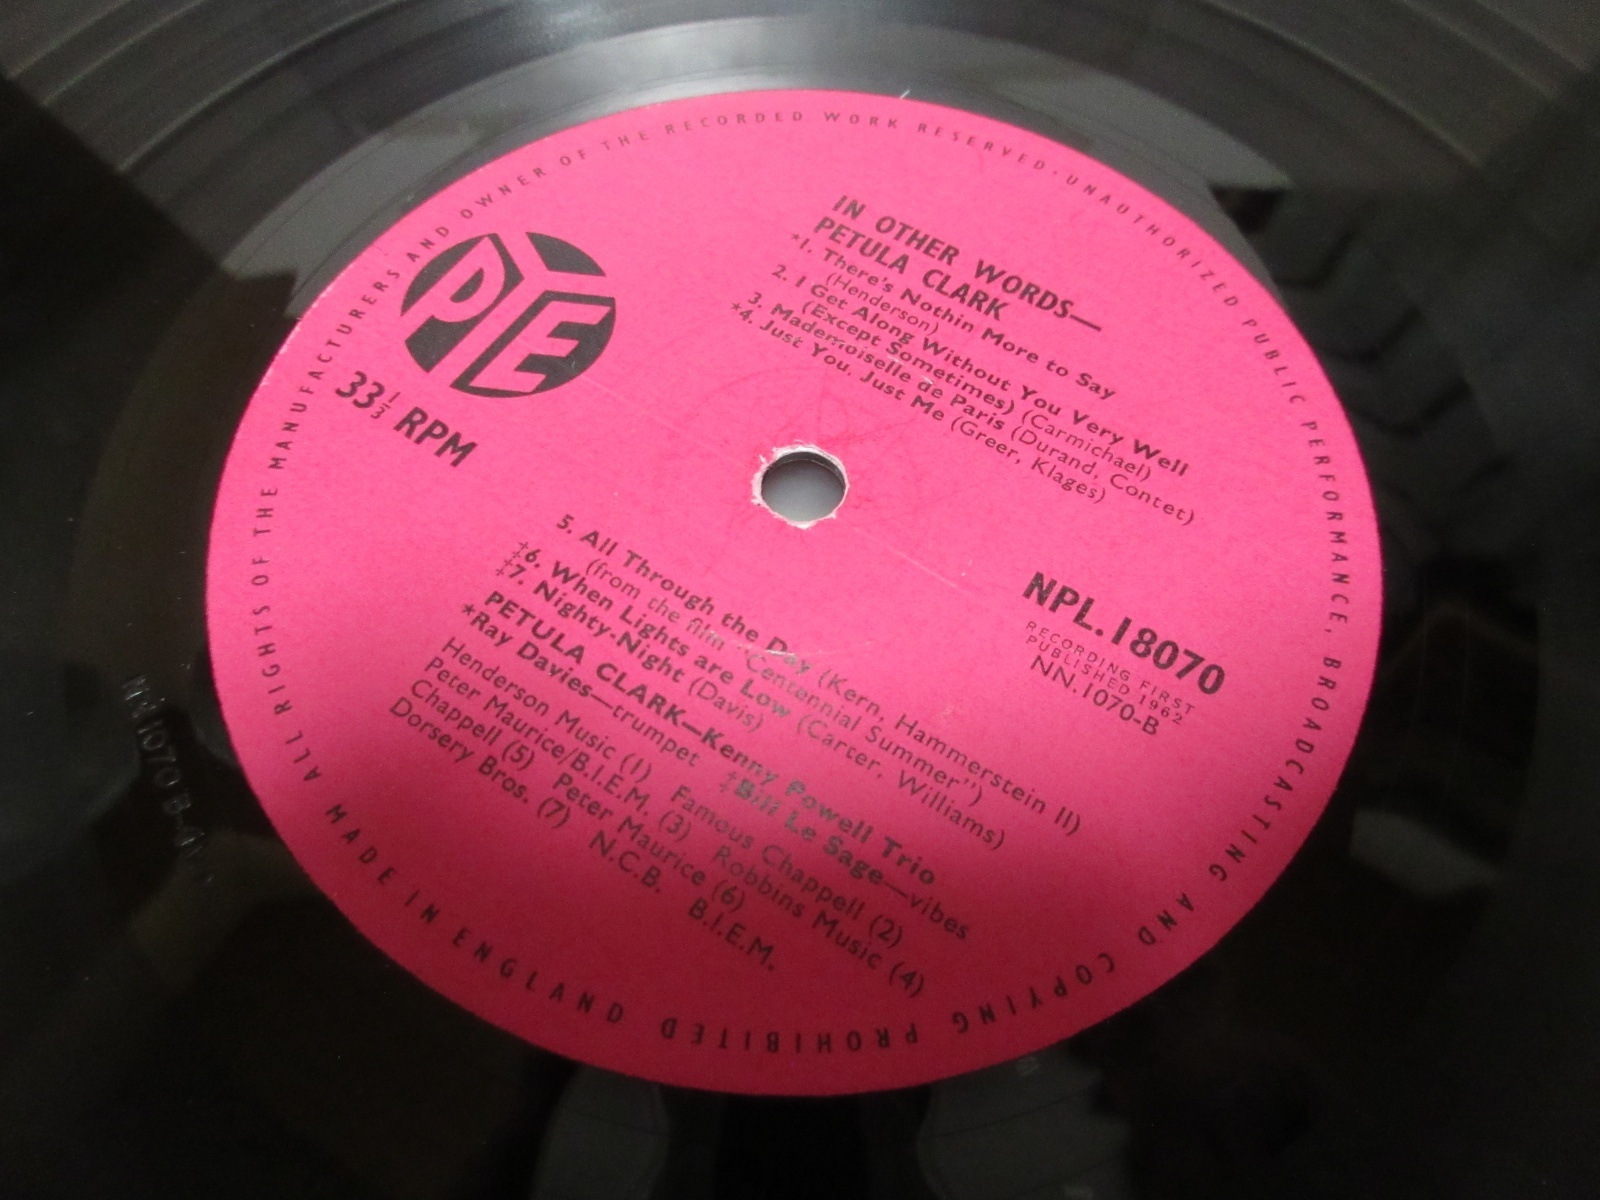 ALL RIGHTS OF THE MANUFACTURERS AND OWNER OF THE RECORDED WORK RESERVED · UNAUTHORIZED PUBLIC PERFORMANCE, BROADCASTING AND COPYING PROHIBITED
MADE IN ENGLAND
PYE
33 1/3 RPM
IN OTHER WORDS—
PETULA CLARK
*1. There's Nothin More to Say
(Henderson)
2. I Get Along Without You Very Well
(Except Sometimes) (Carmichael)
3. Mademoiselle de Paris (Durand, Contet)
*4. Just You, Just Me (Greer, Klages)
NPL.18070
RECORDING FIRST
PUBLISHED 1962
NN.1070-B
5. All Through the Day (Kern, Hammerstein II)
(from the film "Centennial Summer")
‡6. When Lights are Low (Carter, Williams)
‡7. Nighty-Night (Davis)
PETULA CLARK—Kenny Powell Trio
*Ray Davies—trumpet ‡Bill Le Sage—vibes
Henderson Music (1) Famous Chappell (2)
Peter Maurice/B.I.E.M. (3) Robbins Music (4)
Chappell (5) Peter Maurice (6)
Dorsery Bros. (7) N.C.B. B.I.E.M.
1070 B-